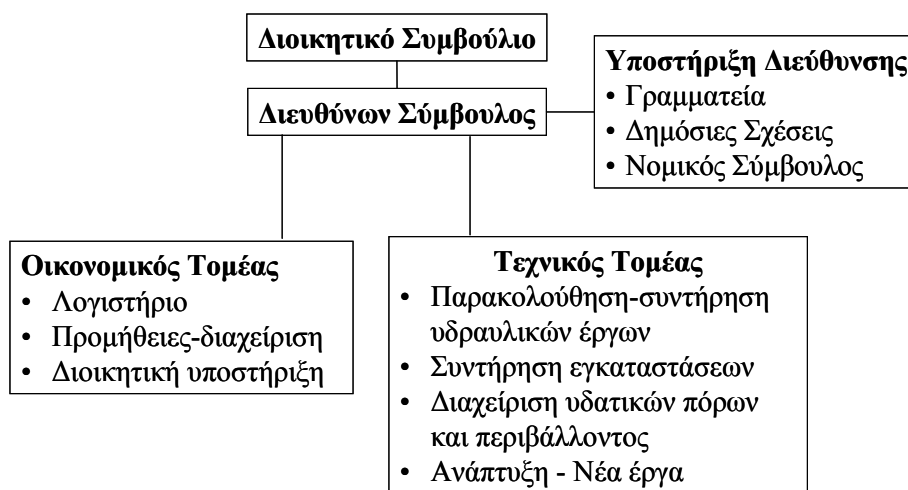 Διοικητικό Συμβούλιο
Διευθύνων Σύμβουλος
Υποστήριξη Διεύθυνσης
• Γραμματεία
• Δημόσιες Σχέσεις
• Νομικός Σύμβουλος
Οικονομικός Τομέας
• Λογιστήριο
• Προμήθειες-διαχείριση
• Διοικητική υποστήριξη
Τεχνικός Τομέας
• Παρακολούθηση-συντήρηση
υδραυλικών έργων
• Συντήρηση εγκαταστάσεων
• Διαχείριση υδατικών πόρων
και περιβάλλοντος
• Ανάπτυξη - Νέα έργα